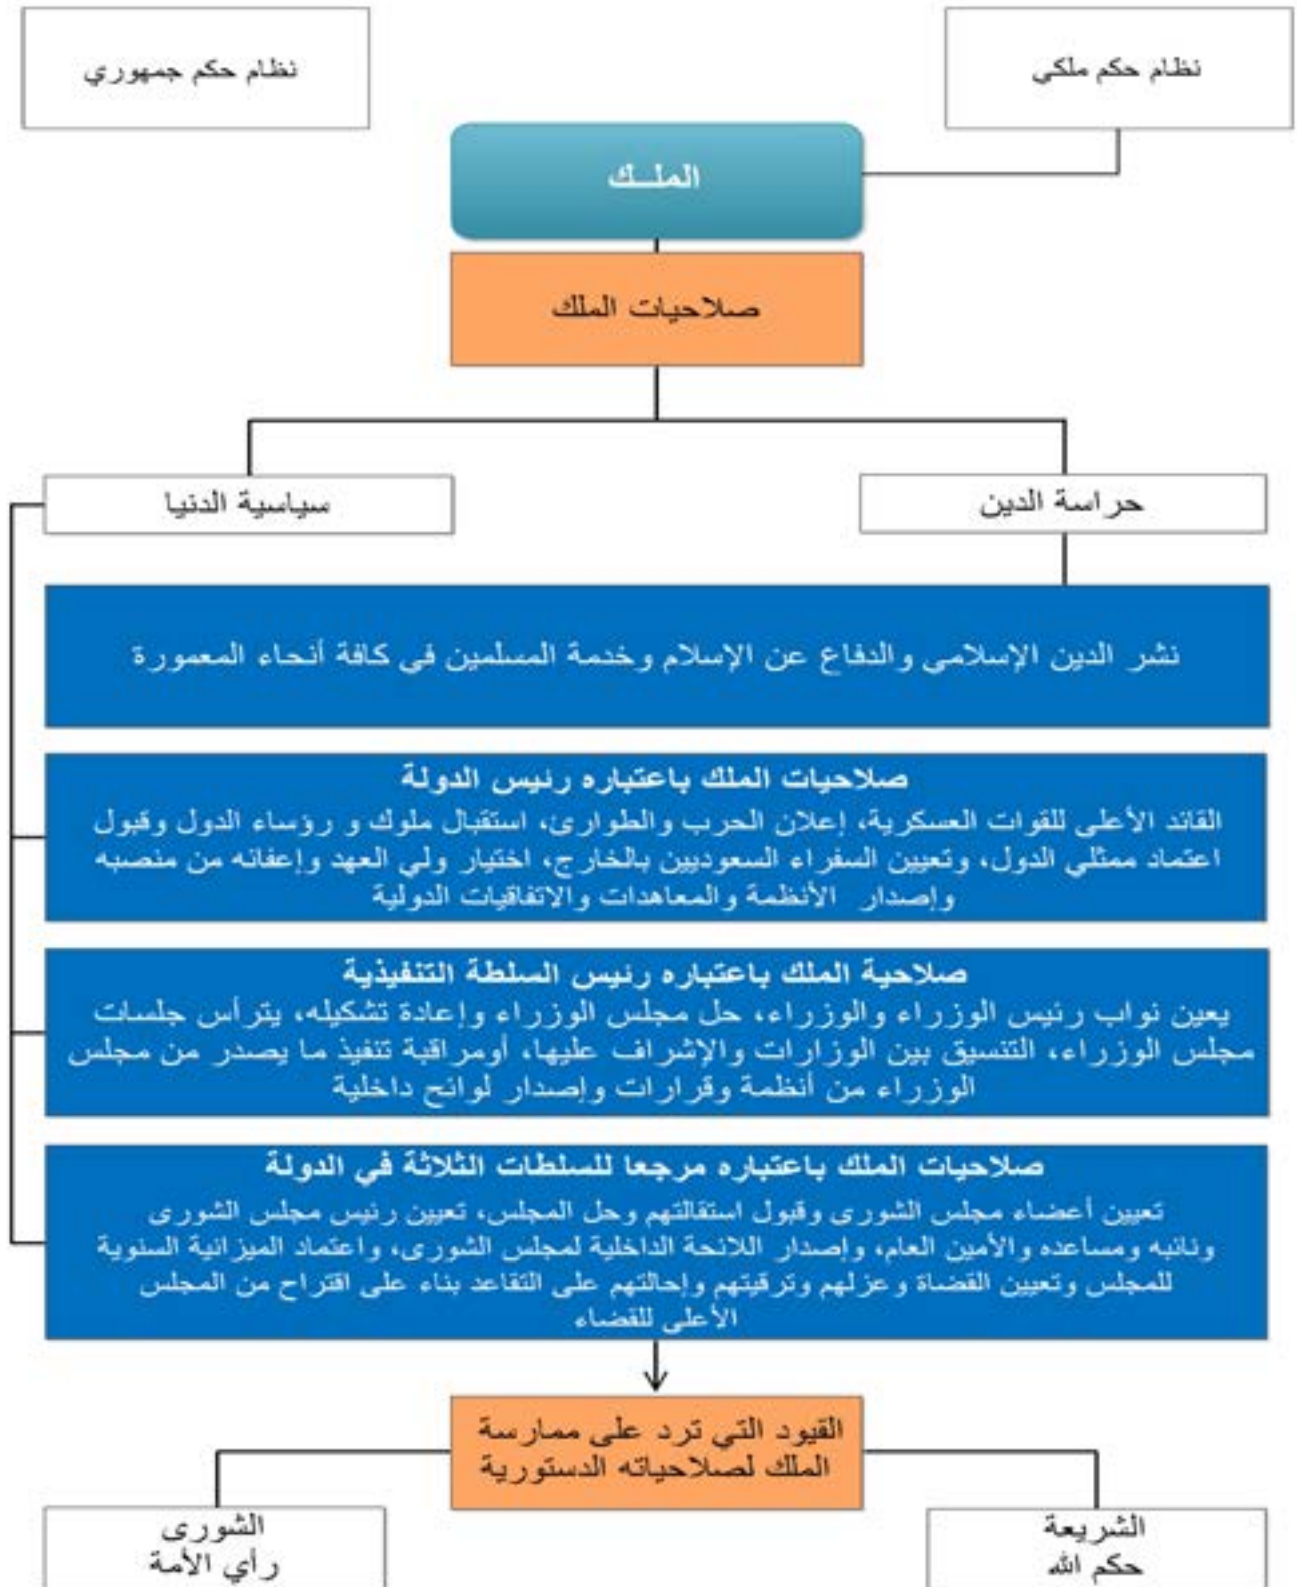 نظام حكم ملكي
نظام حكم جمهوري
الملــك
صلاحيات الملك
حراسة الدين
سياسية الدنيا
نشر الدين الإسلامي والدفاع عن الإسلام وخدمة المسلمين في كافة أنحاء المعمورة
صلاحيات الملك باعتباره رئيس الدولة
القائد الأعلى للقوات العسكرية، إعلان الحرب والطوارئ، استقبال ملوك و رؤساء الدول وقبول
اعتماد ممثلي الدول، وتعيين السفراء السعوديين بالخارج، اختيار ولي العهد وإعفائه من منصبه
وإصدار الأنظمة والمعاهدات والاتفاقيات الدولية
صلاحية الملك باعتباره رئيس السلطة التنفيذية
يعين نواب رئيس الوزراء والوزراء، حل مجلس الوزراء وإعادة تشكيله، يترأس جلسات
مجلس الوزراء، التنسيق بين الوزارات والإشراف عليها، أومراقبة تنفيذ ما يصدر من مجلس
الوزراء من أنظمة وقرارات وإصدار لوائح داخلية
صلاحيات الملك باعتباره مرجعا للسلطات الثلاثة في الدولة
تعيين أعضاء مجلس الشورى وقبول استقالتهم وحل المجلس، تعيين رئيس مجلس الشورى
ونائبه ومساعده والأمين العام، وإصدار اللائحة الداخلية لمجلس الشورى، واعتماد الميزانية السنوية
للمجلس وتعيين القضاة وعزلهم وترقيتهم وإحالتهم على التقاعد بناء على اقتراح من المجلس
الأعلى للقضاء
القيود التي ترد على ممارسة
الملك لصلاحياته الدستورية
الشريعة
حكم الله
الشورى
رأي الأمة